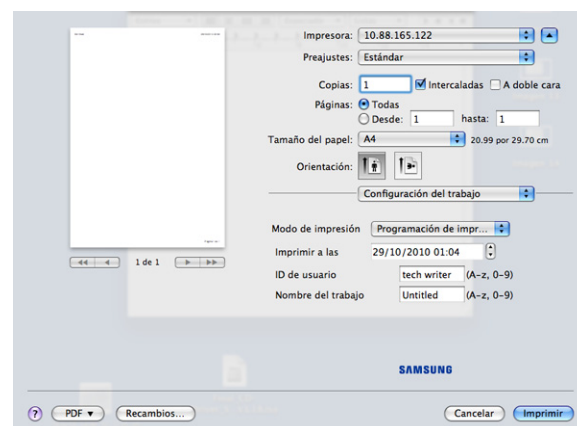 Impresora: 10.88.165.122
Preajustes: Estándar
Copias: 1 Intercaladas A doble cara
Páginas: Todas
Desde: 1 hasta: 1
Tamaño del papel: A4 20.99 por 29.70 cm
Orientación:
Configuración del trabajo
Modo de impresión Programación de impr...
Imprimir a las 29/10/2010 01:04
ID de usuario tech writer (A-z, 0-9)
Nombre del trabajo Untitled (A-z, 0-9)
1 de 1
SAMSUNG
? PDF ▼ Recambios... Cancelar Imprimir